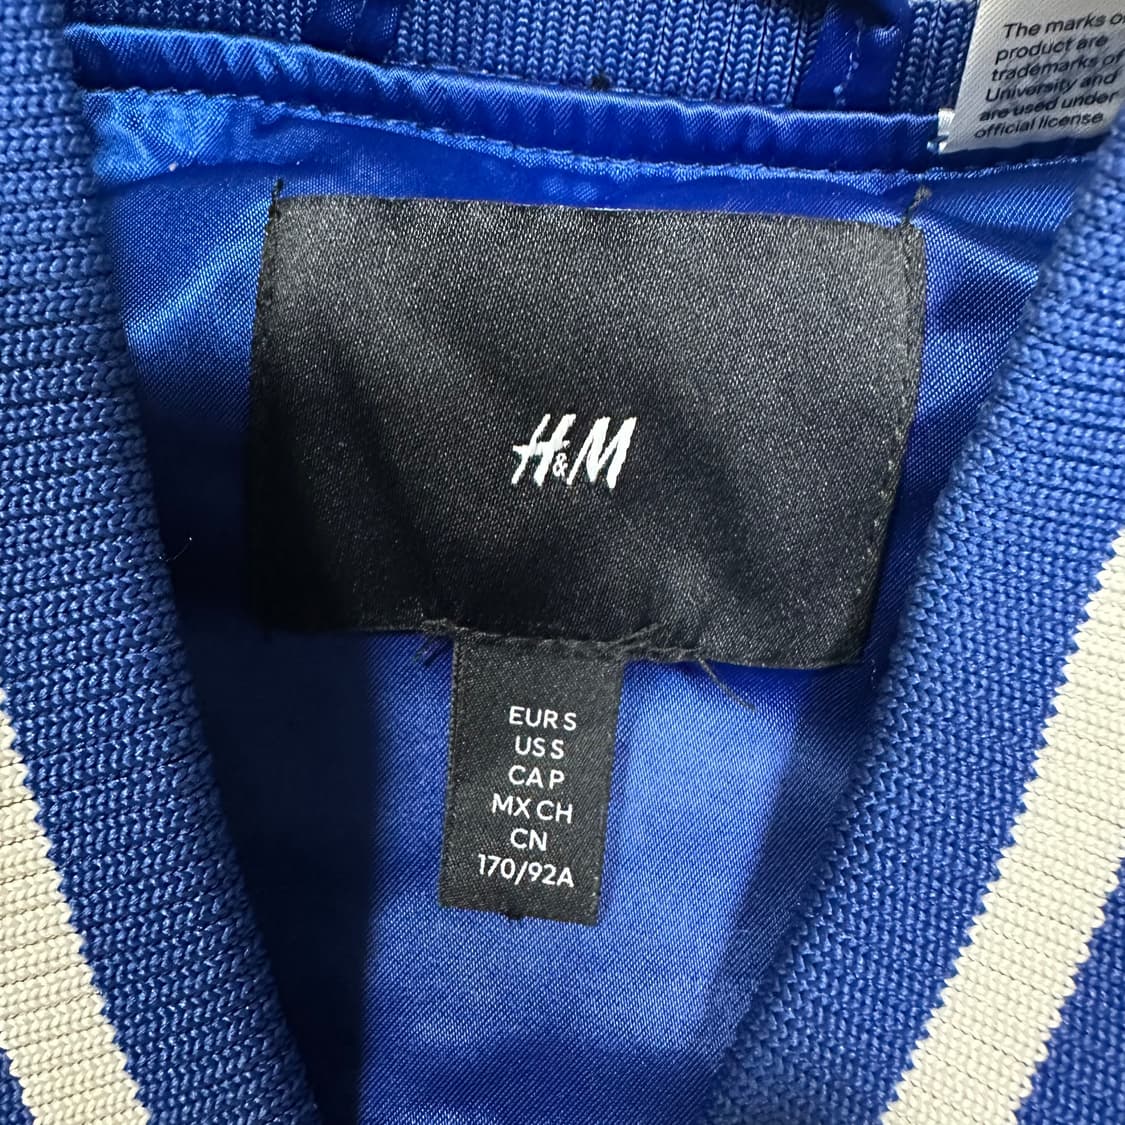 The marks o
product are
trademarks of
University and
are used under
official license.
H&M
EUR S
US S
CA P
MX CH
CN
170/92A